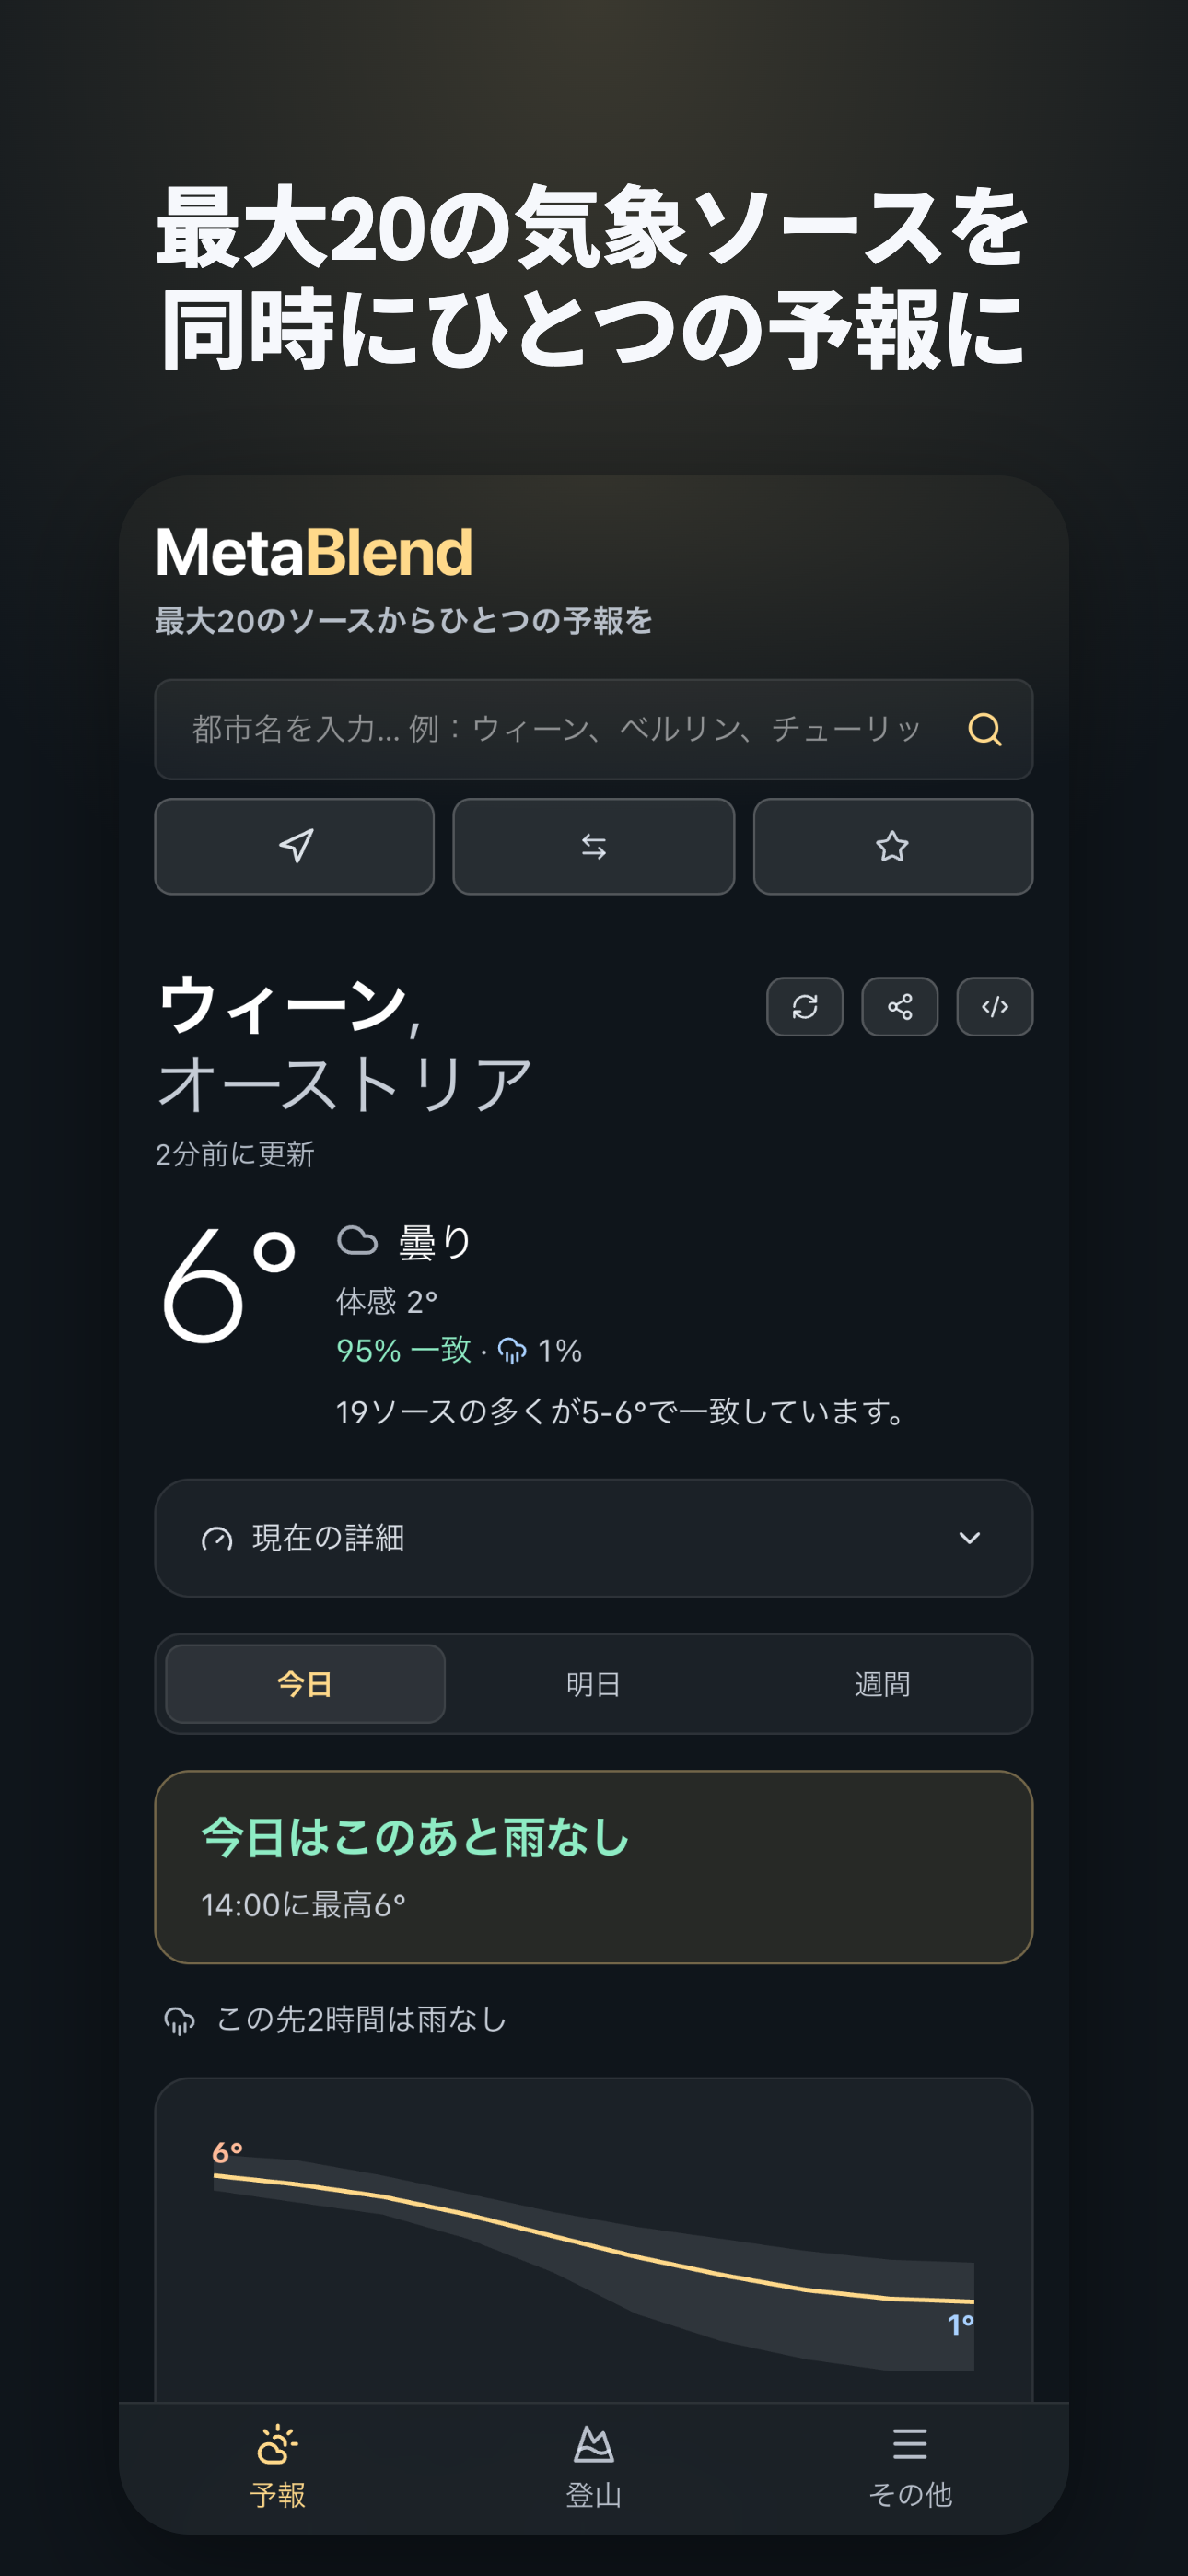 最大20の気象ソースを
同時にひとつの予報に
MetaBlend
最大20のソースからひとつの予報を
都市名を入力... 例：ウィーン、ベルリン、チューリッ
ウィーン,
オーストリア
2分前に更新
6°
曇り
体感 2°
95% 一致 · 1%
19ソースの多くが5-6°で一致しています。
現在の詳細
今日 明日 週間
今日はこのあと雨なし
14:00に最高6°
この先2時間は雨なし
6°
1°
予報 登山 その他